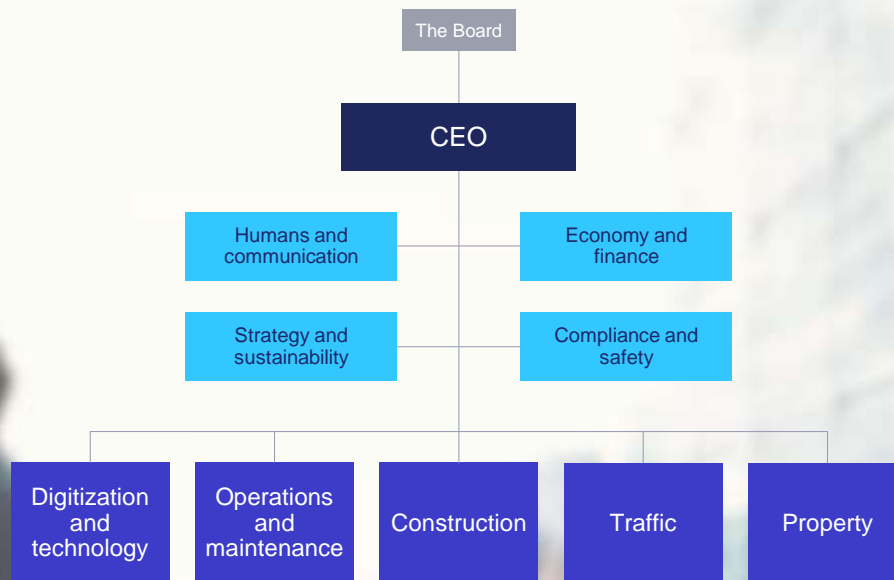 The Board
CEO
Humans and
communication
Economy and
finance
Strategy and
sustainability
Compliance and
safety
Digitization
and
technology
Operations
and
maintenance
Construction
Traffic
Property